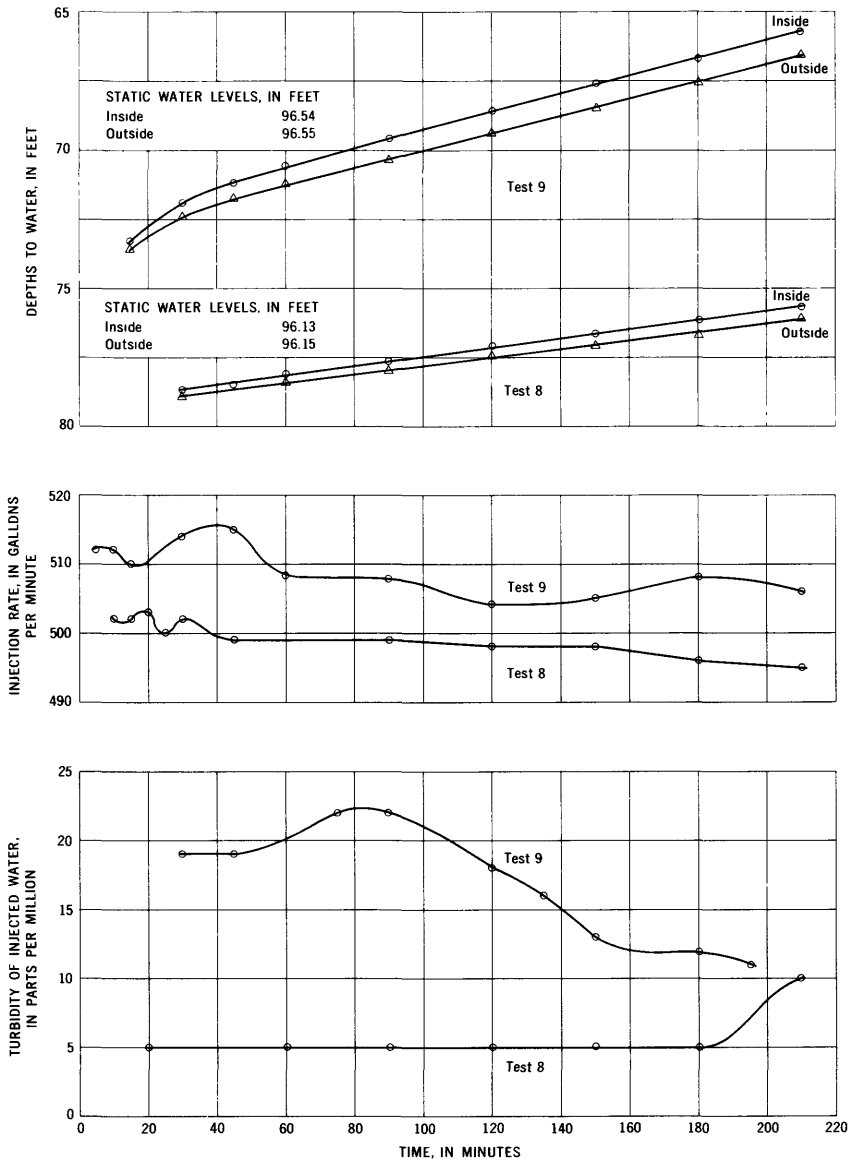 65
70
75
80
DEPTHS TO WATER, IN FEET
Inside
Outside
STATIC WATER LEVELS, IN FEET
Inside 96.54
Outside 96.55
Test 9
STATIC WATER LEVELS, IN FEET
Inside 96.13
Outside 96.15
Inside
Outside
Test 8
520
510
500
490
INJECTION RATE, IN GALLDNS
PER MINUTE
Test 9
Test 8
25
20
15
10
5
0
TURBIDITY OF INJECTED WATER,
IN PARTS PER MILLION
Test 9
Test 8
0 20 40 60 80 100 120 140 160 180 200 220
TIME, IN MINUTES